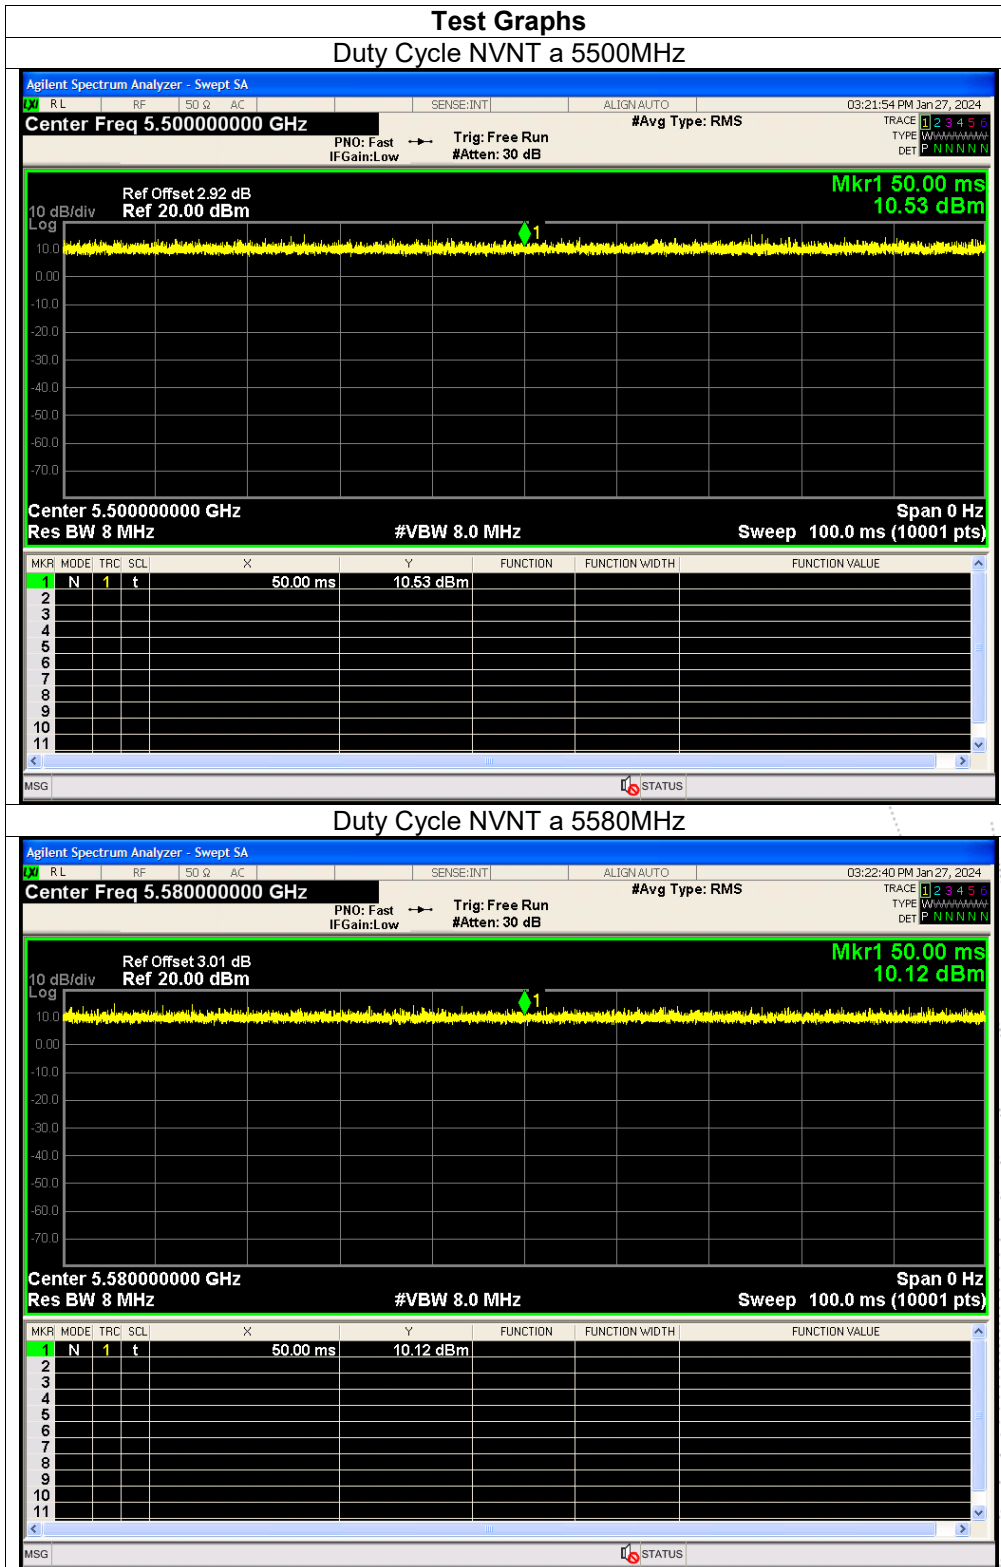 Test Graphs
Duty Cycle NVNT a 5500MHz
Agilent Spectrum Analyzer - Swept SA
LXI RL RF 50 Ω AC SENSE:INT ALIGN AUTO 03:21:54 PM Jan 27, 2024
Center Freq 5.500000000 GHz #Avg Type: RMS TRACE 1 2 3 4 5 6
PNO: Fast Trig: Free Run TYPE WWWWWW
IFGain:Low #Atten: 30 dB DET P N N N N N
Mkr1 50.00 ms
Ref Offset 2.92 dB
10 dB/div Ref 20.00 dBm 10.53 dBm
Log
1
10.0
0.00
-10.0
-20.0
-30.0
-40.0
-50.0
-60.0
-70.0
Center 5.500000000 GHz Span 0 Hz
Res BW 8 MHz #VBW 8.0 MHz Sweep 100.0 ms (10001 pts)
MKR MODE TRC SCL X Y FUNCTION FUNCTION WIDTH FUNCTION VALUE
1 N 1 t 50.00 ms 10.53 dBm
2
3
4
5
6
7
8
9
10
11
MSG STATUS
Duty Cycle NVNT a 5580MHz
Agilent Spectrum Analyzer - Swept SA
LXI RL RF 50 Ω AC SENSE:INT ALIGN AUTO 03:22:40 PM Jan 27, 2024
Center Freq 5.580000000 GHz #Avg Type: RMS TRACE 1 2 3 4 5 6
PNO: Fast Trig: Free Run TYPE WWWWWW
IFGain:Low #Atten: 30 dB DET P N N N N N
Mkr1 50.00 ms
Ref Offset 3.01 dB
10 dB/div Ref 20.00 dBm 10.12 dBm
Log
1
10.0
0.00
-10.0
-20.0
-30.0
-40.0
-50.0
-60.0
-70.0
Center 5.580000000 GHz Span 0 Hz
Res BW 8 MHz #VBW 8.0 MHz Sweep 100.0 ms (10001 pts)
MKR MODE TRC SCL X Y FUNCTION FUNCTION WIDTH FUNCTION VALUE
1 N 1 t 50.00 ms 10.12 dBm
2
3
4
5
6
7
8
9
10
11
MSG STATUS